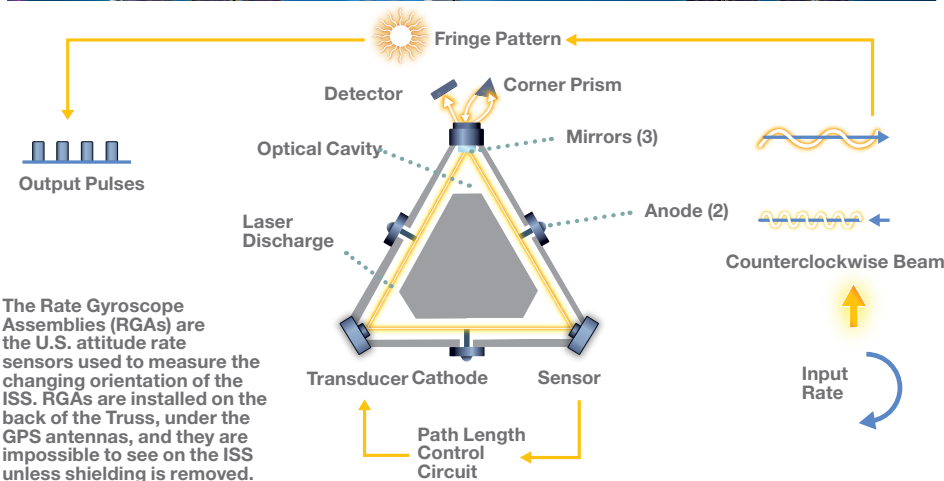 Fringe Pattern
Detector
Corner Prism
Optical Cavity
Mirrors (3)
Output Pulses
Laser
Discharge
Anode (2)
Counterclockwise Beam
The Rate Gyroscope
Assemblies (RGAs) are
the U.S. attitude rate
sensors used to measure the
changing orientation of the
ISS. RGAs are installed on the
back of the Truss, under the
GPS antennas, and they are
impossible to see on the ISS
unless shielding is removed.
Transducer
Cathode
Sensor
Input
Rate
Path Length
Control
Circuit